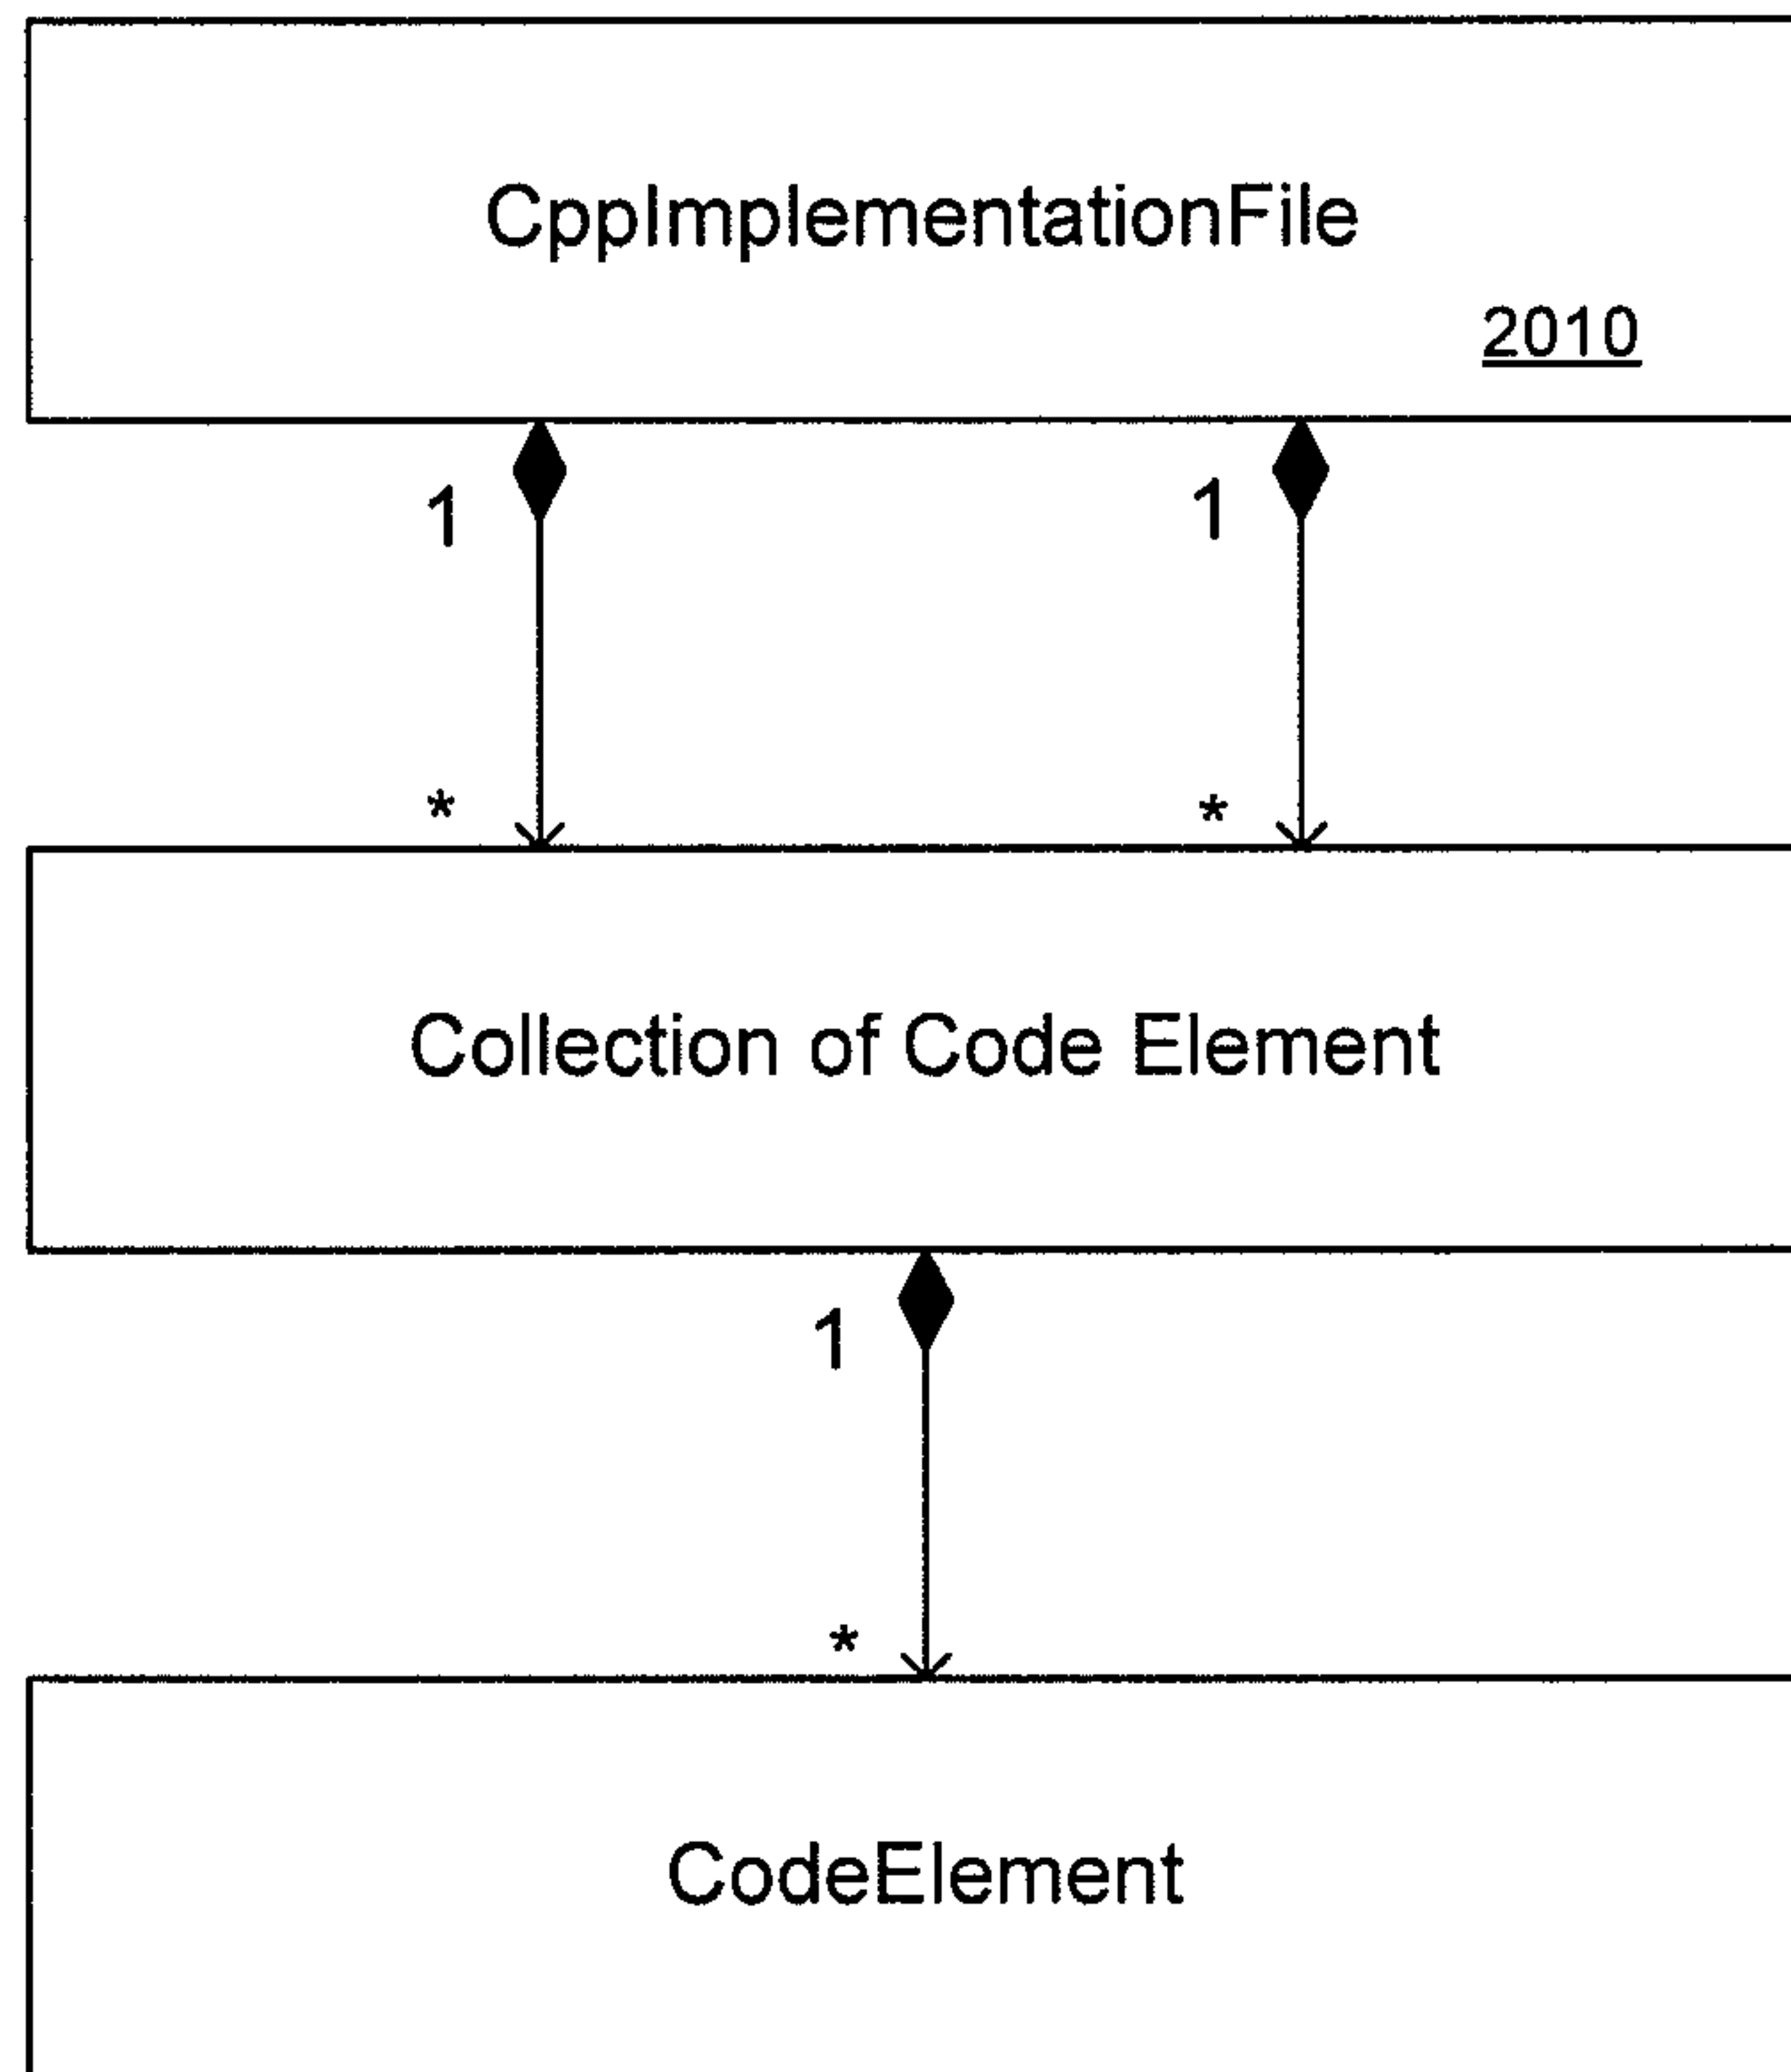 CppImplementationFile
2010
1 1
* *
Collection of Code Element
1
*
CodeElement